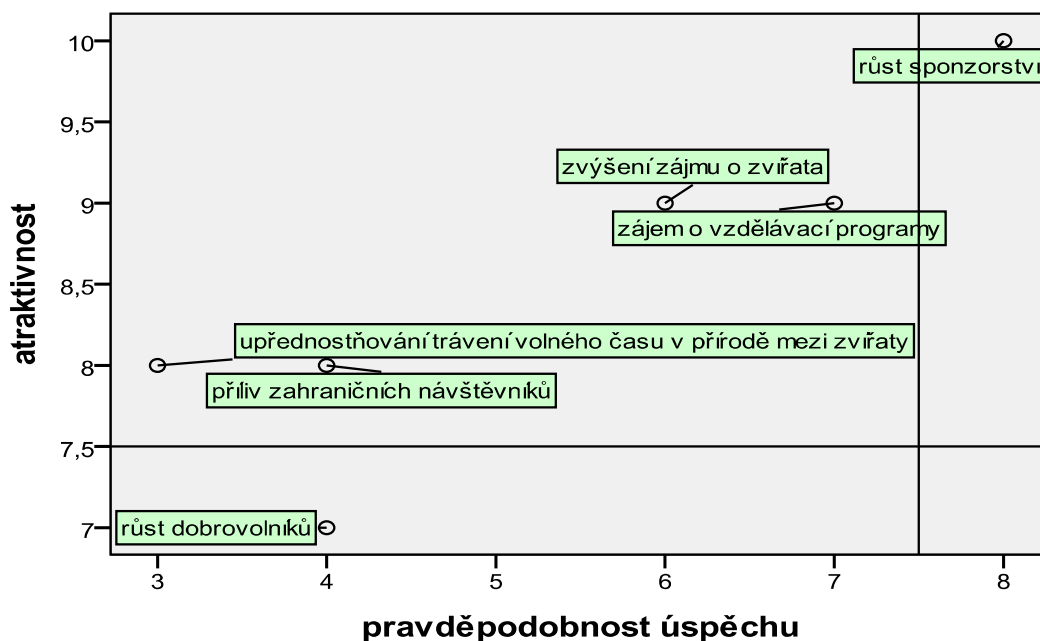 10
růst sponzorství
9,5
zvýšení zájmu o zvířata
9
zájem o vzdělávací programy
8,5
atraktivnost
upřednostňování trávení volného času v přírodě mezi zvířaty
8
příliv zahraničních návštěvníků
7,5
růst dobrovolníků
7
3 4 5 6 7 8
pravděpodobnost úspěchu